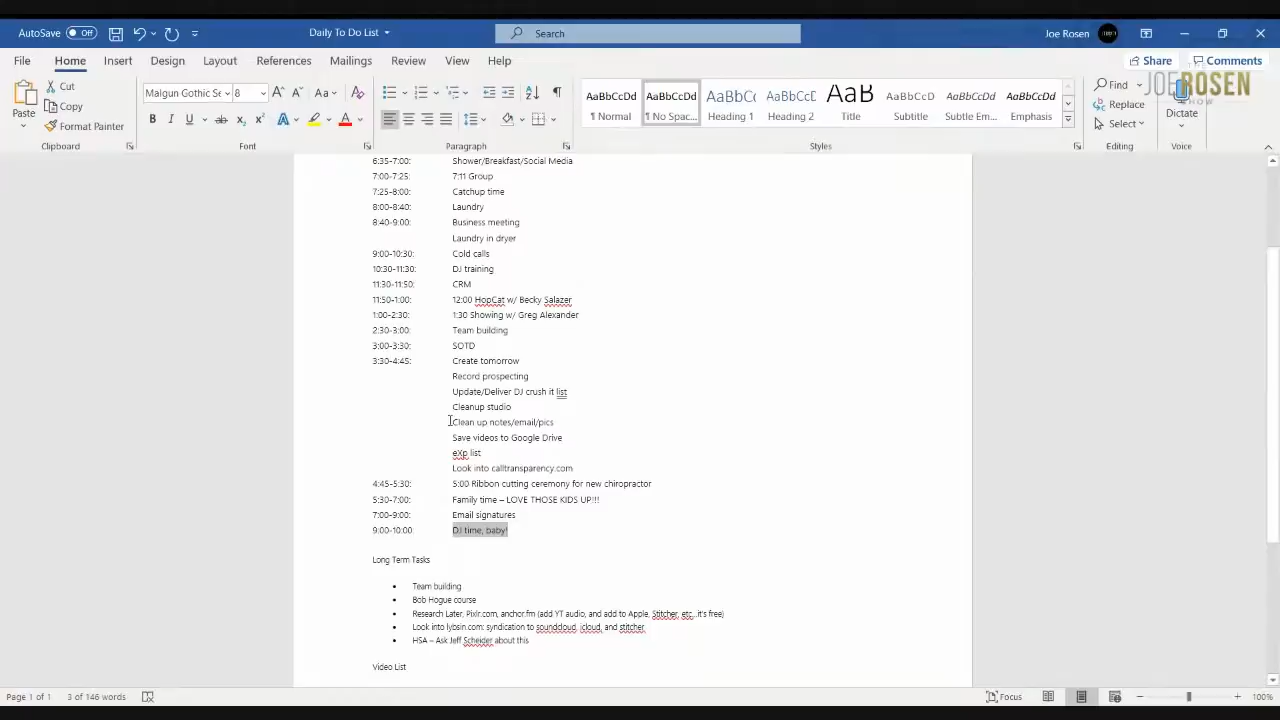 AutoSave Off Daily To Do List Search Joe Rosen
File Home Insert Design Layout References Mailings Review View Help Share Comments
THE JOE ROSEN SHOW
Paste Cut Copy Format Painter
Clipboard
Malgun Gothic Se 8
B I U ab x₂ x² A A
Font
Paragraph
AaBbCcDd ¶ Normal
AaBbCcDd ¶ No Spac...
AaBbCc Heading 1
AaBbCc Heading 2
AaB Title
AaBbCcD Subtitle
AaBbCcDd Subtle Em...
AaBbCcDd Emphasis
Styles
Find
Replace
Select
Editing
Dictate
Voice
6:35-7:00: Shower/Breakfast/Social Media
7:00-7:25: 7:11 Group
7:25-8:00: Catchup time
8:00-8:40: Laundry
8:40-9:00: Business meeting
Laundry in dryer
9:00-10:30: Cold calls
10:30-11:30: DJ training
11:30-11:50: CRM
11:50-1:00: 12:00 HopCat w/ Becky Salazer
1:00-2:30: 1:30 Showing w/ Greg Alexander
2:30-3:00: Team building
3:00-3:30: SOTD
3:30-4:45: Create tomorrow
Record prospecting
Update/Deliver DJ crush it list
Cleanup studio
Clean up notes/email/pics
Save videos to Google Drive
eXp list
Look into calltransparency.com
4:45-5:30: 5:00 Ribbon cutting ceremony for new chiropractor
5:30-7:00: Family time – LOVE THOSE KIDS UP!!!
7:00-9:00: Email signatures
9:00-10:00 DJ time, baby!
Long Term Tasks
• Team building
• Bob Hogue course
• Research Later, Pixlr.com, anchor.fm (add YT audio, and add to Apple, Stitcher, etc...it's free)
• Look into lybsin.com: syndication to soundcloud, icloud, and stitcher
• HSA – Ask Jeff Scheider about this
Video List
Page 1 of 1 3 of 146 words Focus 100%